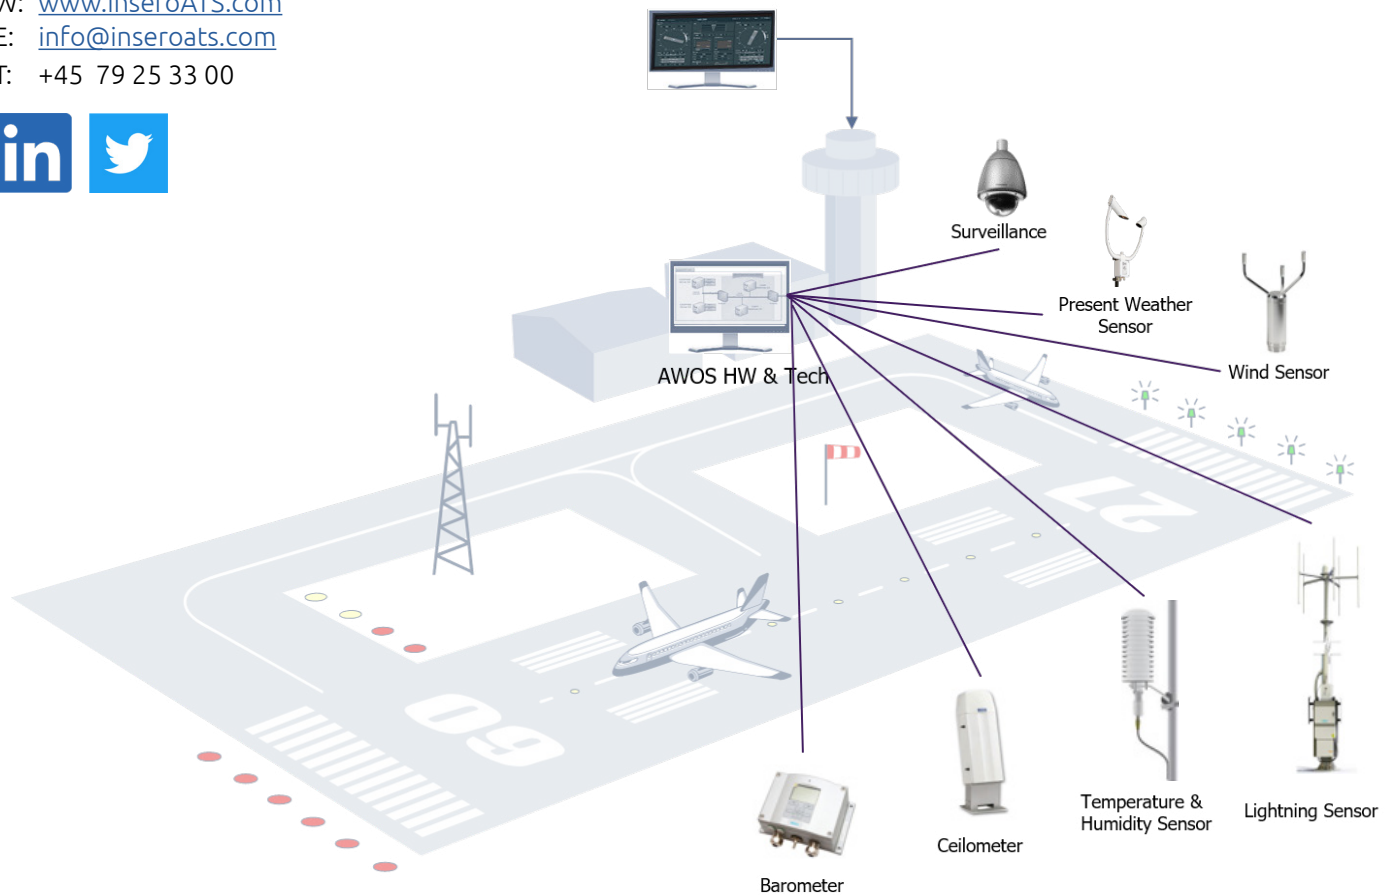 W: www.inseroATS.com
E: info@inseroats.com
T: +45 79 25 33 00
in
Surveillance
Present Weather
Sensor
Wind Sensor
AWOS HW & Tech
27
09
Temperature &
Humidity Sensor
Lightning Sensor
Ceilometer
Barometer